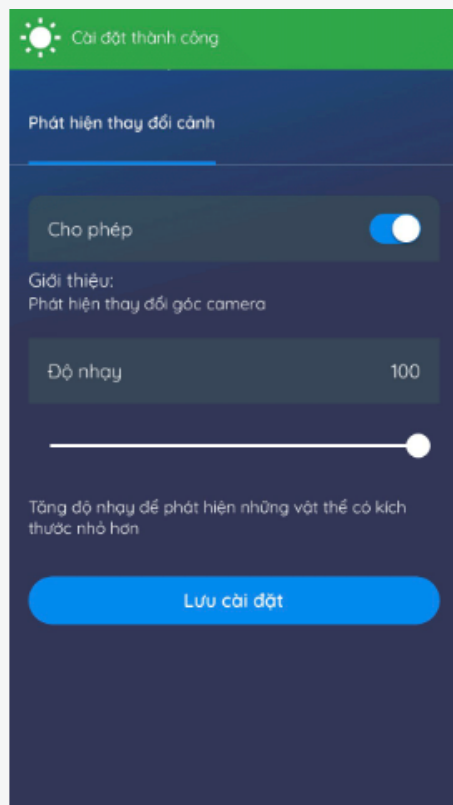 Cài đặt thành công
Phát hiện thay đổi cảnh
Cho phép
Giới thiệu:
Phát hiện thay đổi góc camera
Độ nhạy 100
Tăng độ nhạy để phát hiện những vật thể có kích
thước nhỏ hơn
Lưu cài đặt